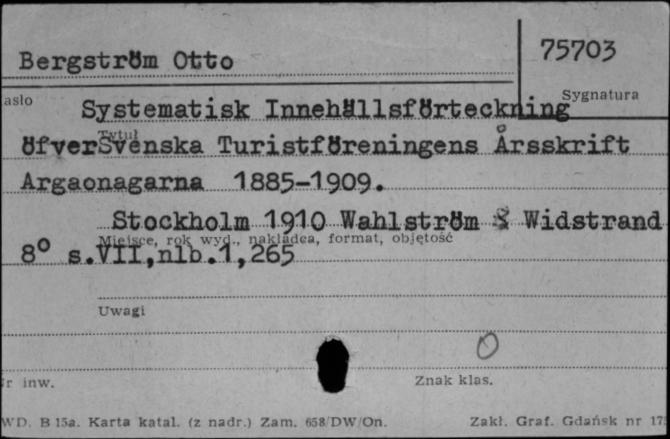 Bergström Otto
75703
asło
Sygnatura
Systematisk Innehållsförteckning
Tytuł
öfver Svenska Turistföreningens Årsskrift
Argaonagarna 1885-1909.
Stockholm 1910 Wahlström & Widstrand
Miejsce, rok wyd., nakładca, format, objętość
8° s.VII,nlb.1,265
Uwagi
0
r inw.
Znak klas.
WD. B 15a. Karta katal. (z nadr.) Zam. 658/DW/On.
Zakł. Graf. Gdańsk nr 17